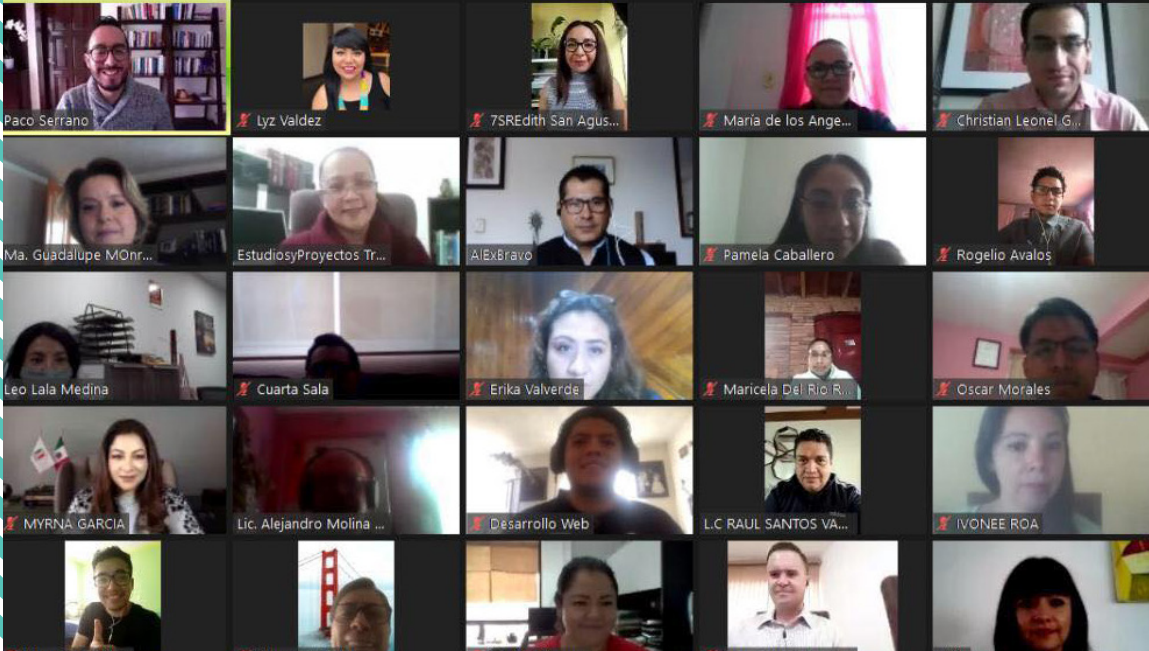 Paco Serrano
Lyz Valdez
7SREdith San Agus...
María de los Ange...
Christian Leonel G...
Ma. Guadalupe MOnr...
EstudiosyProyectos Tr...
AlExBravo
Pamela Caballero
Rogelio Avalos
Leo Lala Medina
Cuarta Sala
Erika Valverde
Maricela Del Rio R...
Oscar Morales
MYRNA GARCIA
Lic. Alejandro Molina ...
Desarrollo Web
L.C RAUL SANTOS VA...
IVONEE ROA